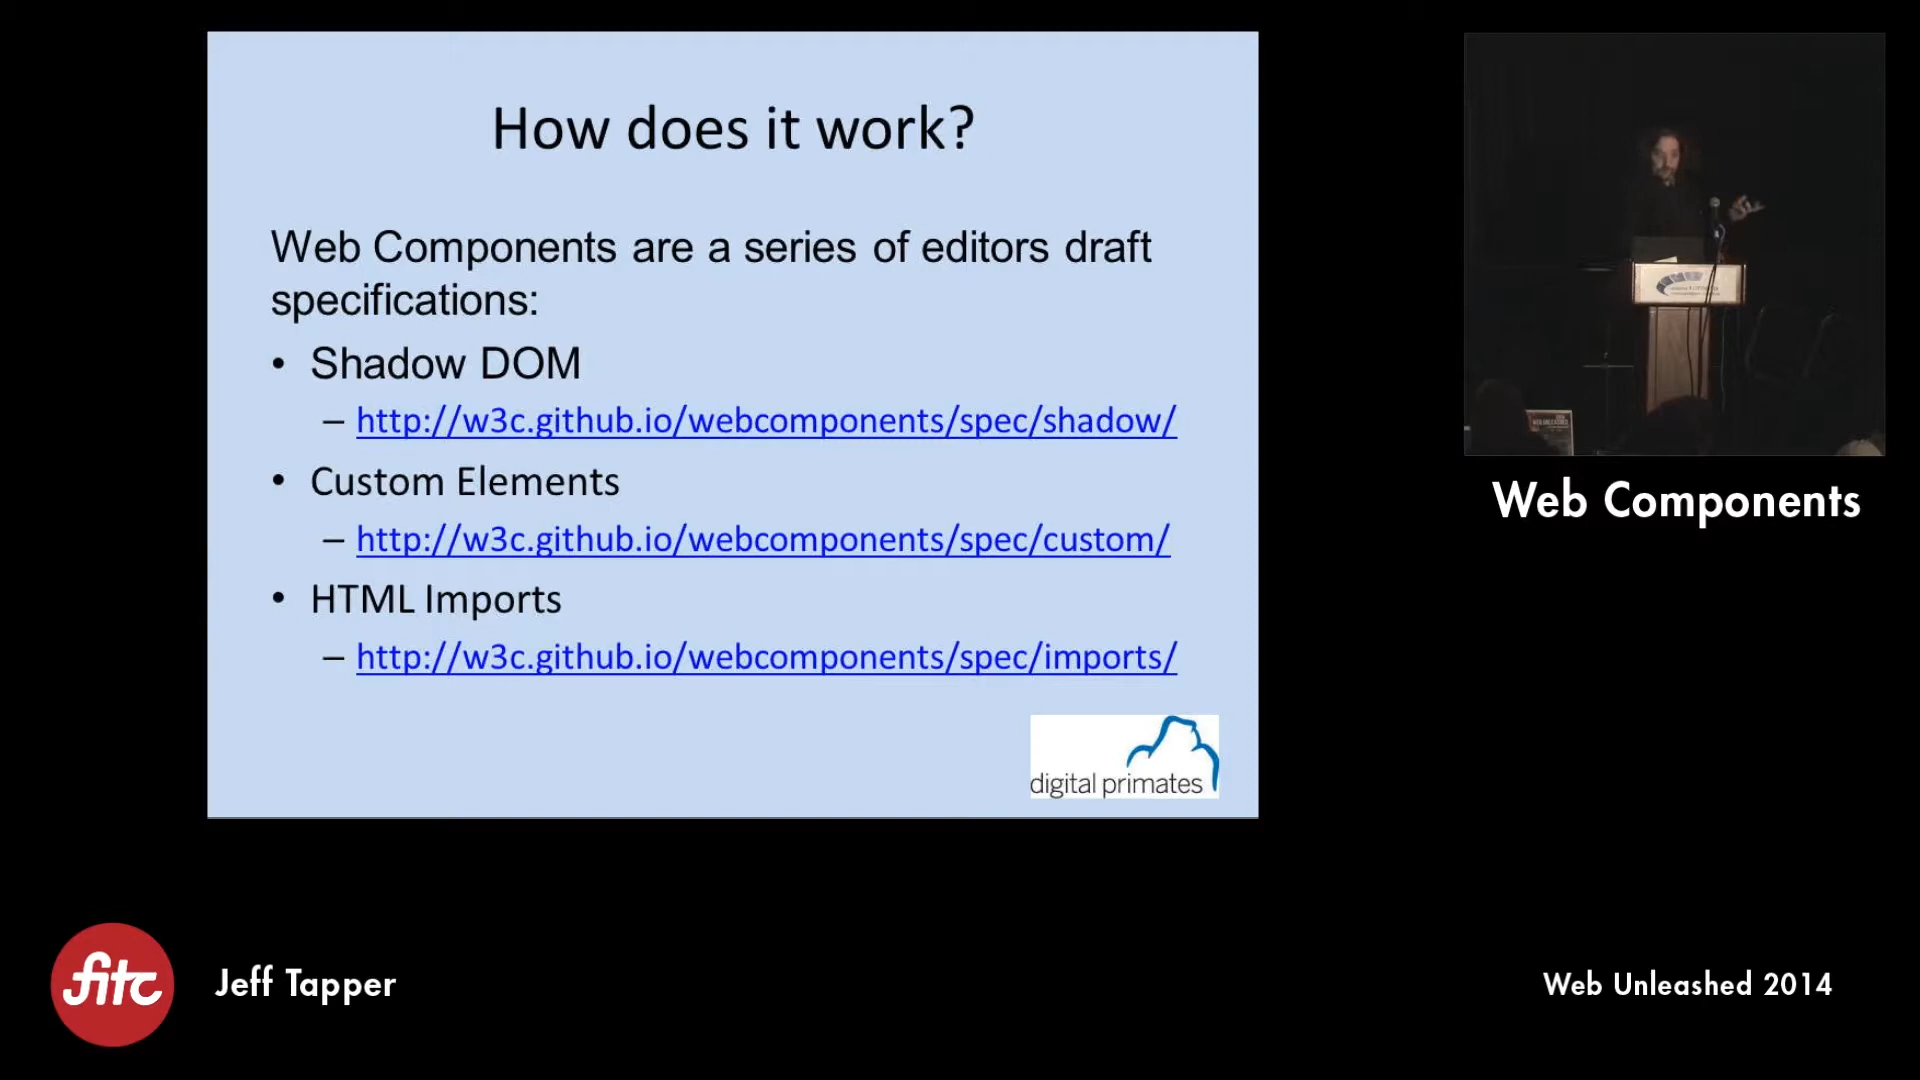 How does it work?
Web Components are a series of editors draft
specifications:
• Shadow DOM
– http://w3c.github.io/webcomponents/spec/shadow/
• Custom Elements
– http://w3c.github.io/webcomponents/spec/custom/
• HTML Imports
– http://w3c.github.io/webcomponents/spec/imports/
digital primates
Web Components
fitc
Jeff Tapper
Web Unleashed 2014